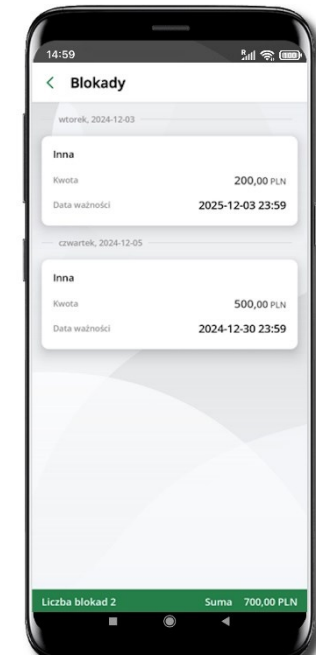 14:59
Blokady
wtorek, 2024-12-03
Inna
Kwota 200,00 PLN
Data ważności 2025-12-03 23:59
czwartek, 2024-12-05
Inna
Kwota 500,00 PLN
Data ważności 2024-12-30 23:59
Liczba blokad 2 Suma 700,00 PLN